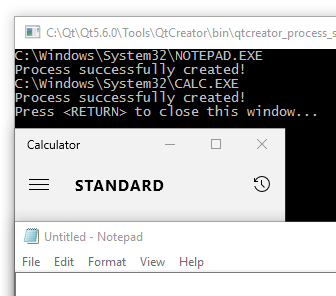 C:\Qt\Qt5.6.0\Tools\QtCreator\bin\qtcreator_process_s
C:\Windows\System32\NOTEPAD.EXE
Process successfully created!
C:\Windows\System32\CALC.EXE
Process successfully created!
Press <RETURN> to close this window...
Calculator
STANDARD
Untitled - Notepad
File Edit Format View Help